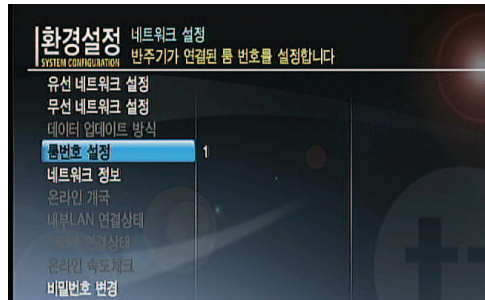 환경설정
SYSTEM CONFIGURATION
네트워크 설정
반주기가 연결된 룸 번호를 설정합니다
유선 네트워크 설정
무선 네트워크 설정
데이터 업데이트 방식
룸번호 설정 1
네트워크 정보
온라인 개국
내부LAN 연결상태
연결상태
온라인 속도체크
비밀번호 변경